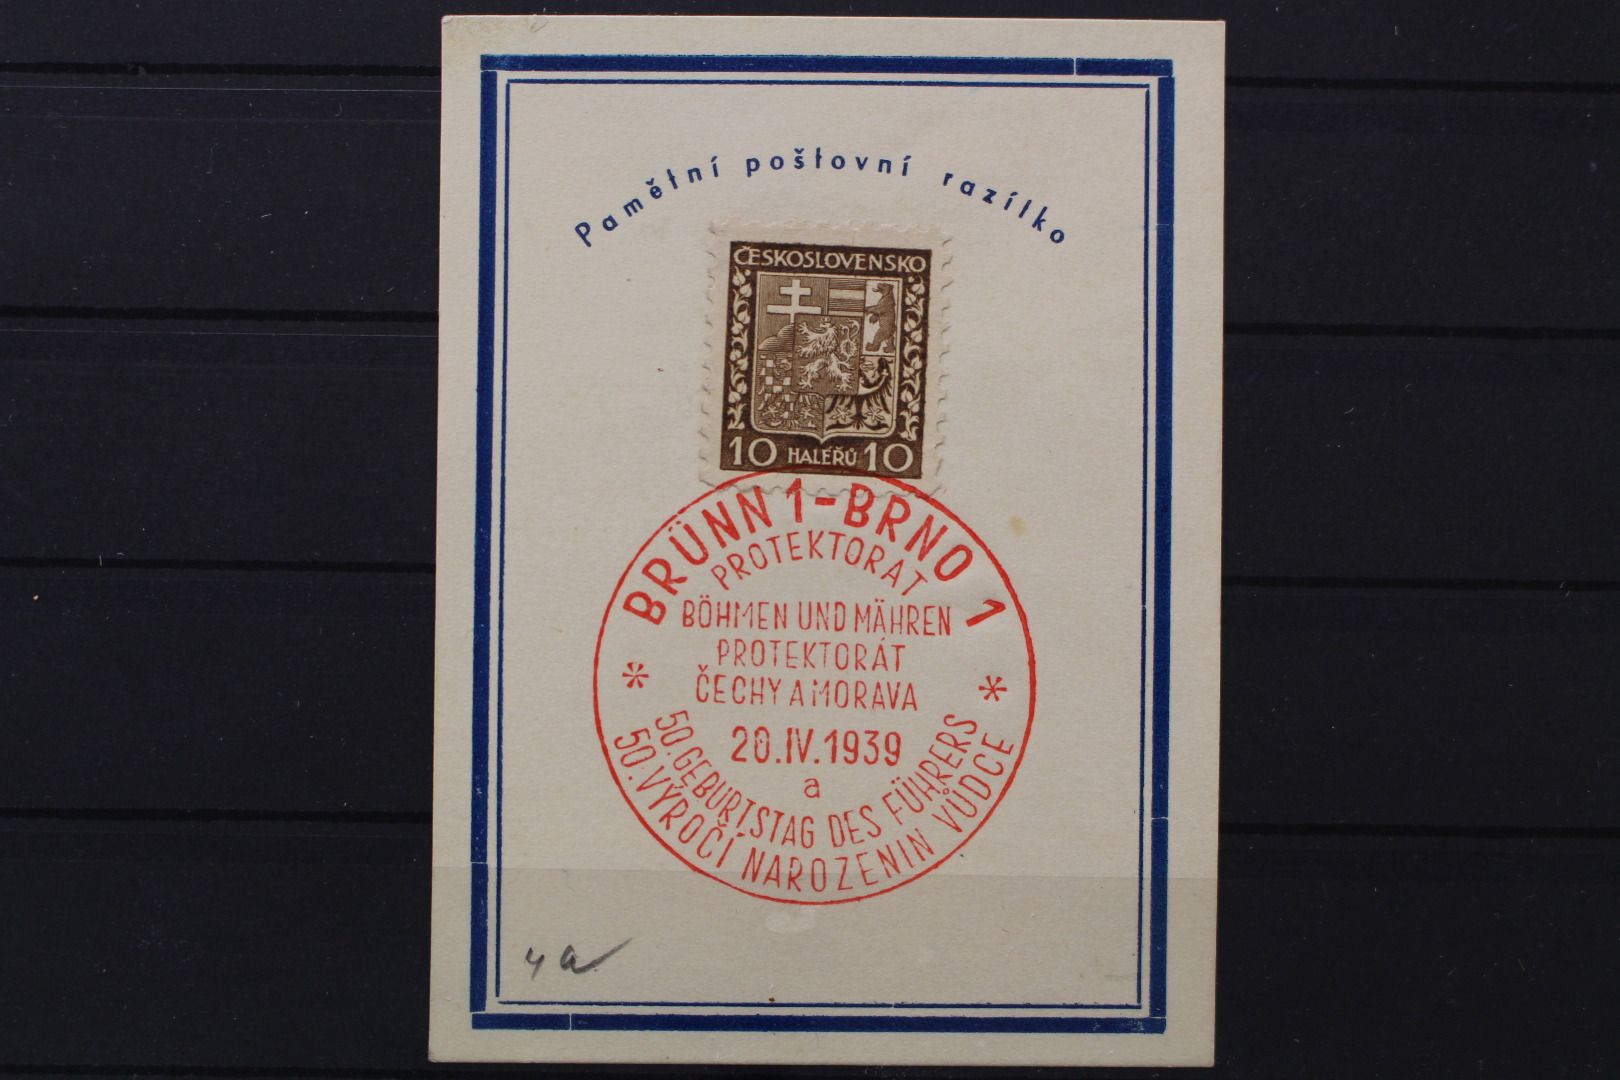 Pamětní poštovní razítko
ČESKOSLOVENSKO
10 HALÉŘŮ 10
BRÜNN 1-BRNO 1
PROTEKTORAT
BÖHMEN UND MÄHREN
PROTEKTORÁT
ČECHY A MORAVA
* *
20.IV.1939
a
50.GEBURTSTAG DES FÜHRERS
50.VÝROČÍ NAROZENIN VŮDCE
4 a